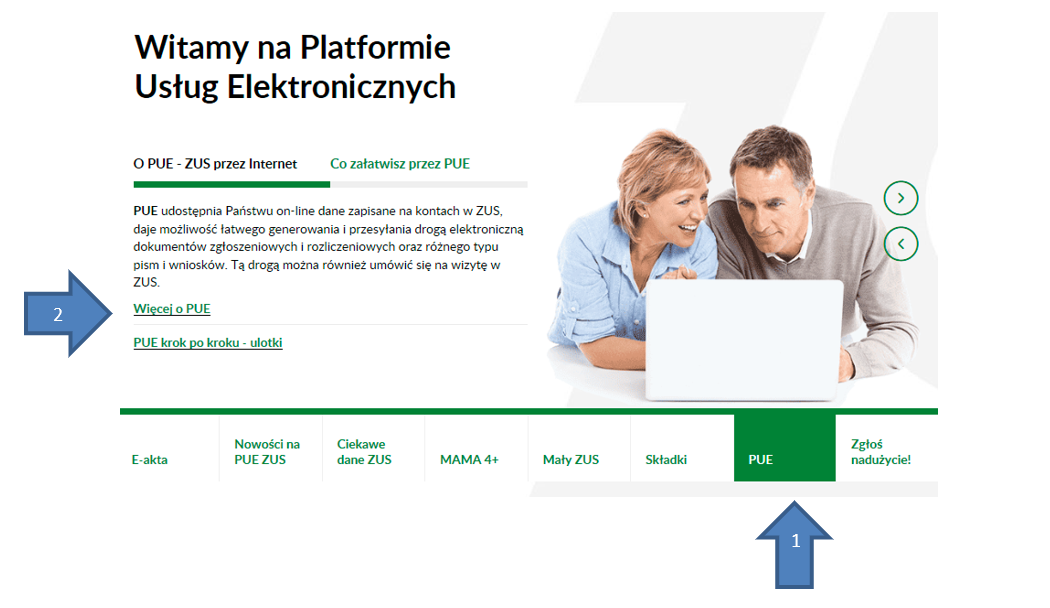 Witamy na Platformie
Usług Elektronicznych
O PUE - ZUS przez Internet
Co załatwisz przez PUE
PUE udostępnia Państwu on-line dane zapisane na kontach w ZUS,
daje możliwość łatwego generowania i przesyłania drogą elektroniczną
dokumentów zgłoszeniowych i rozliczeniowych oraz różnego typu
pism i wniosków. Tą drogą można również umówić się na wizytę w
ZUS.
2
Więcej o PUE
PUE krok po kroku - ulotki
E-akta
Nowości na
PUE ZUS
Ciekawe
dane ZUS
MAMA 4+
Mały ZUS
Składki
PUE
Zgłoś
nadużycie!
1